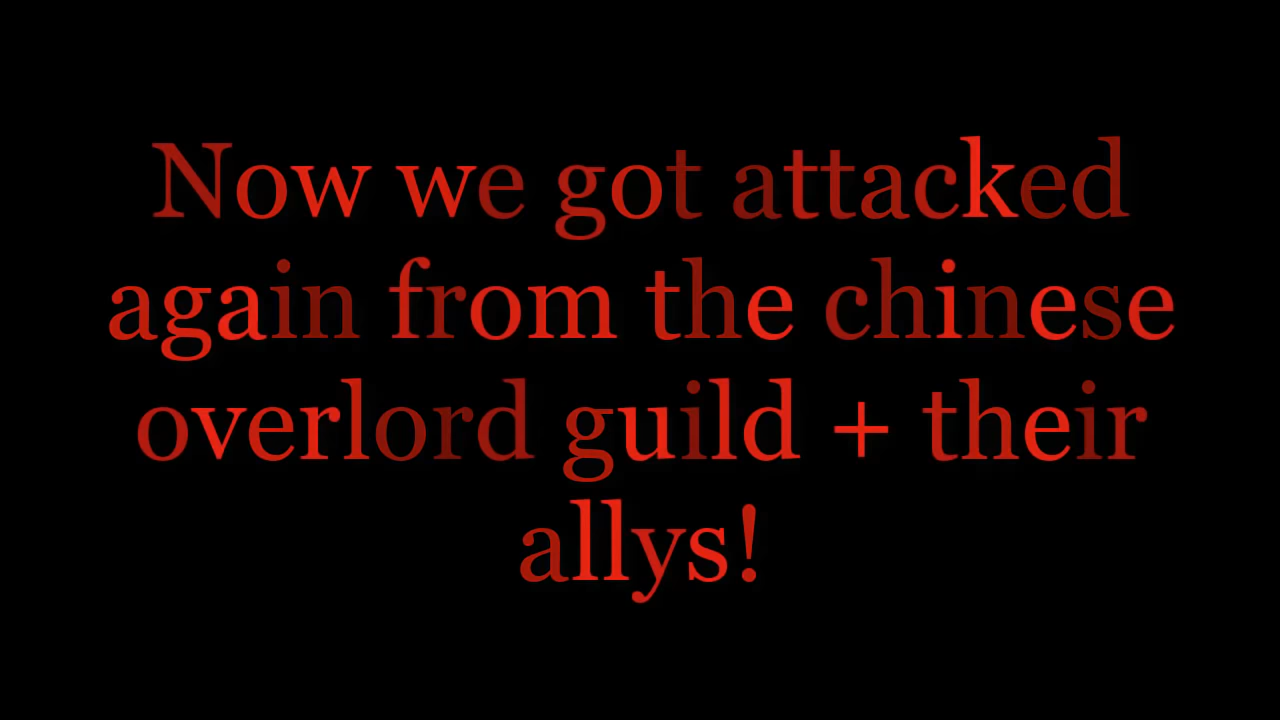 Now we got attacked
again from the chinese
overlord guild + their
allys!